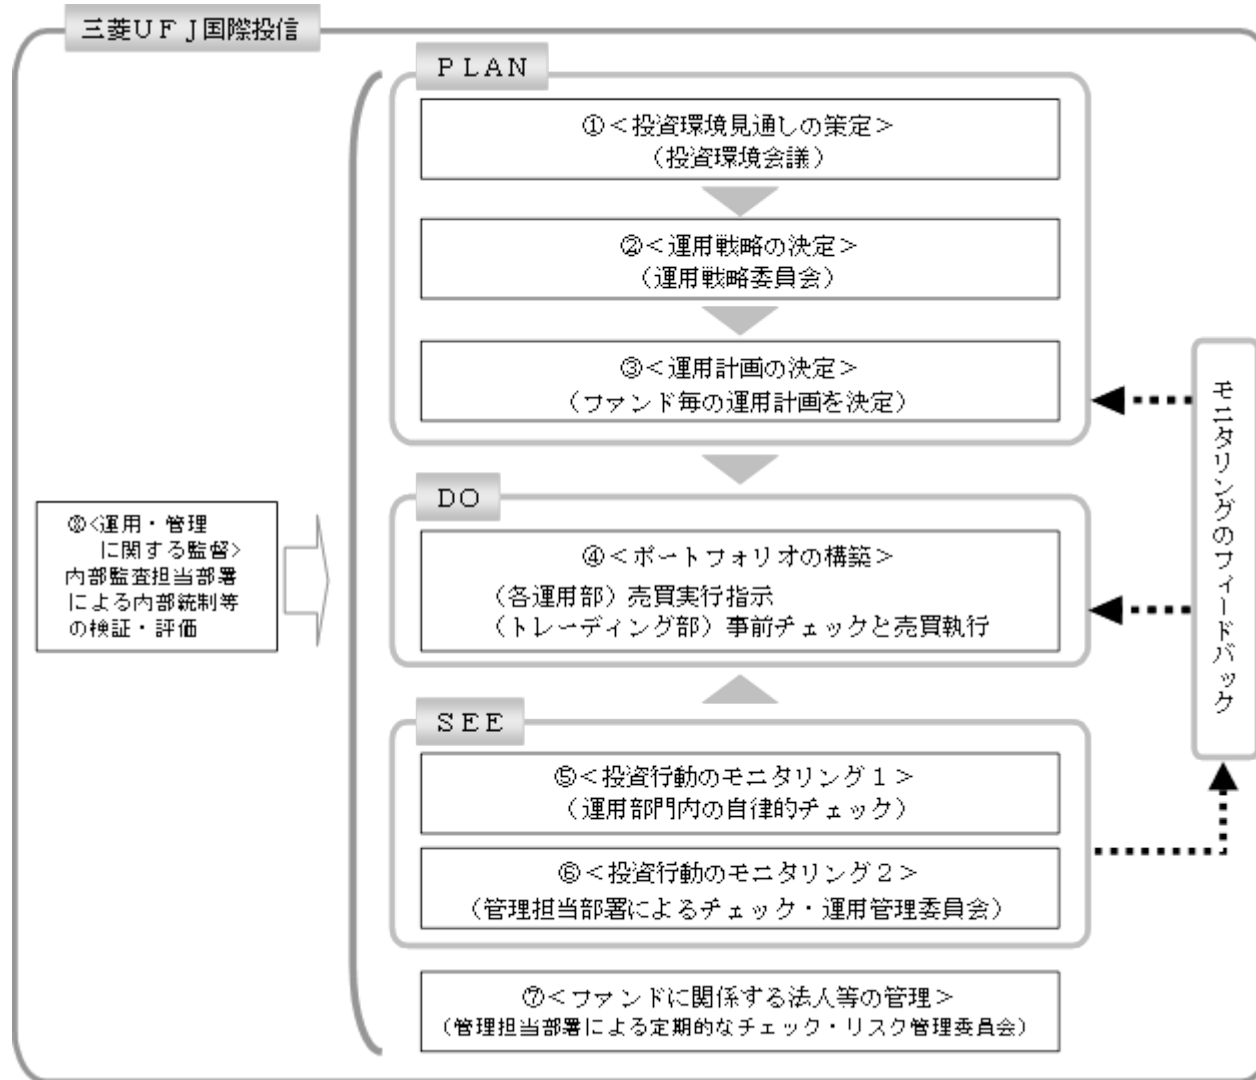 三菱ＵＦＪ国際投信
ＰＬＡＮ
①＜投資環境見通しの策定＞
（投資環境会議）
②＜運用戦略の決定＞
（運用戦略委員会）
③＜運用計画の決定＞
（ファンド毎の運用計画を決定）
ＤＯ
④＜ポートフォリオの構築＞
（各運用部）売買実行指示
（トレーディング部）事前チェックと売買執行
ＳＥＥ
⑤＜投資行動のモニタリング１＞
（運用部門内の自律的チェック）
⑥＜投資行動のモニタリング２＞
（管理担当部署によるチェック・運用管理委員会）
⑦＜ファンドに関係する法人等の管理＞
（管理担当部署による定期的なチェック・リスク管理委員会）
⑧<運用・管理
に関する監督>
内部監査担当部署
による内部統制等
の検証・評価
モニタリングのフィードバック